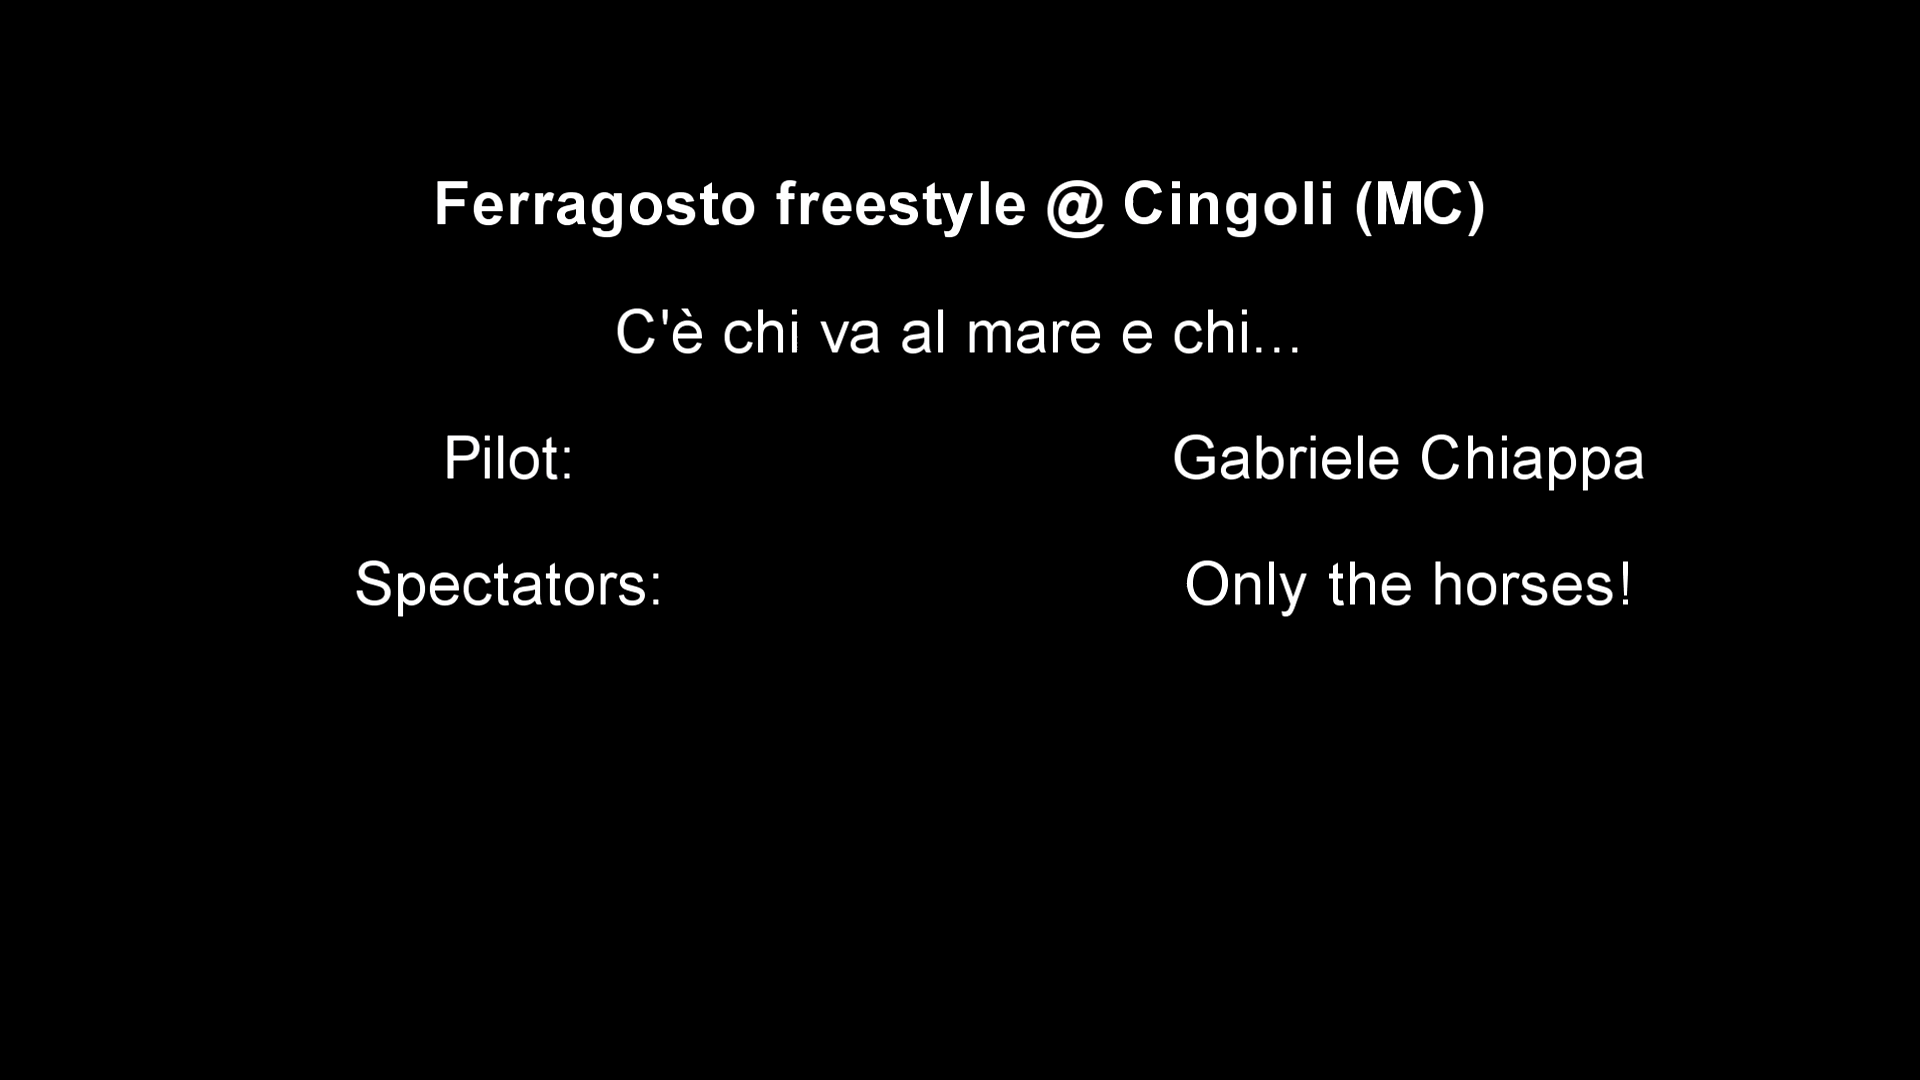 Ferragosto freestyle @ Cingoli (MC)
C'è chi va al mare e chi...
Pilot: Gabriele Chiappa
Spectators: Only the horses!